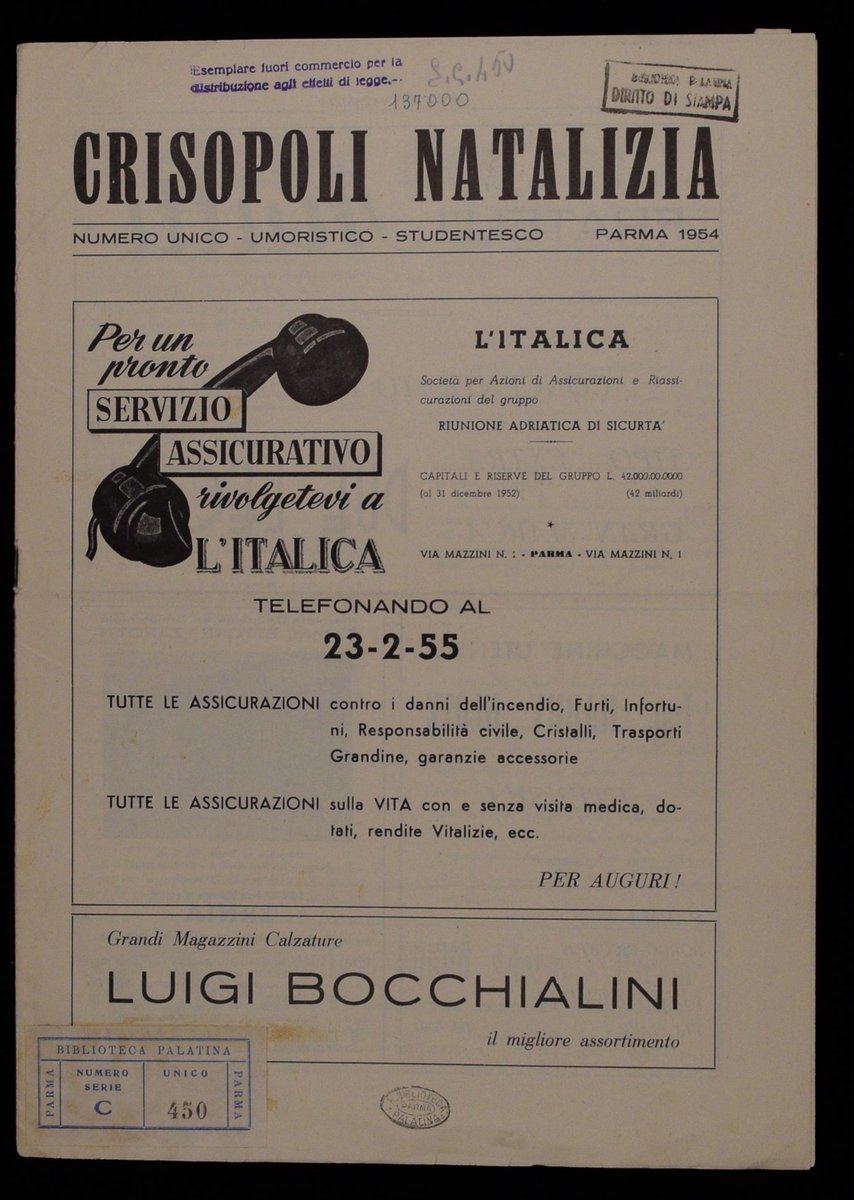 Esemplare fuori commercio per la
distribuzione agli effetti di legge.-
137000
DIRITTO DI STAMPA
CRISOPOLI NATALIZIA
NUMERO UNICO - UMORISTICO - STUDENTESCO PARMA 1954
Per un
pronto
SERVIZIO
ASSICURATIVO
rivolgetevi a
L'ITALICA
L'ITALICA
Società per Azioni di Assicurazioni e Riassi-
curazioni del gruppo
RIUNIONE ADRIATICA DI SICURTA'
CAPITALI E RISERVE DEL GRUPPO L. 42.000.00.0000
(al 31 dicembre 1952) (42 miliardi)
*
VIA MAZZINI N. 1 - PARMA - VIA MAZZINI N. 1
TELEFONANDO AL
23-2-55
TUTTE LE ASSICURAZIONI contro i danni dell'incendio, Furti, Infortu-
ni, Responsabilità civile, Cristalli, Trasporti
Grandine, garanzie accessorie
TUTTE LE ASSICURAZIONI sulla VITA con e senza visita medica, do-
tati, rendite Vitalizie, ecc.
PER AUGURI!
Grandi Magazzini Calzature
LUIGI BOCCHIALINI
il migliore assortimento
BIBLIOTECA PALATINA
PARMA
NUMERO UNICO
SERIE
C 450
PARMA
BIBLIOTECA
PARMA
PALATINA